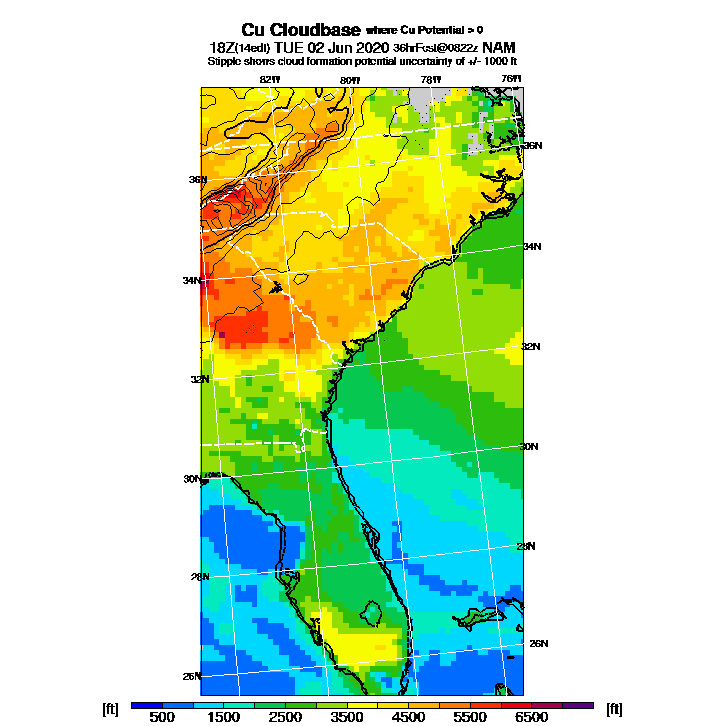 Cu Cloudbase where Cu Potential > 0
18Z(14edt) TUE 02 Jun 2020 36hrFcst@0822z NAM
Stipple shows cloud formation potential uncertainty of +/- 1000 ft
82W 80W 78W 76W
36N
36N
34N
34N
32N
32N
30N
30N
28N
28N
26N
26N
[ft] 500 1500 2500 3500 4500 5500 6500 [ft]